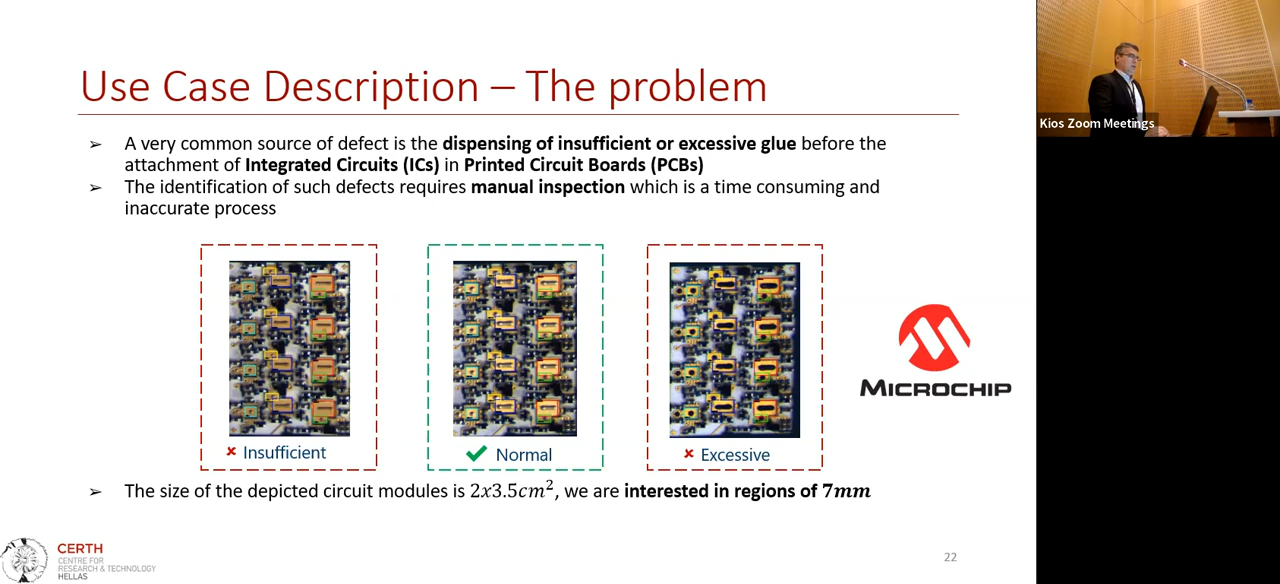 Use Case Description – The problem
➢ A very common source of defect is the dispensing of insufficient or excessive glue before the
attachment of Integrated Circuits (ICs) in Printed Circuit Boards (PCBs)
➢ The identification of such defects requires manual inspection which is a time consuming and
inaccurate process
✘ Insufficient
✔ Normal
✘ Excessive
MICROCHIP
➢ The size of the depicted circuit modules is 2x3.5cm², we are interested in regions of 7mm
CERTH
CENTRE FOR
RESEARCH & TECHNOLOGY
HELLAS
22
Kios Zoom Meetings